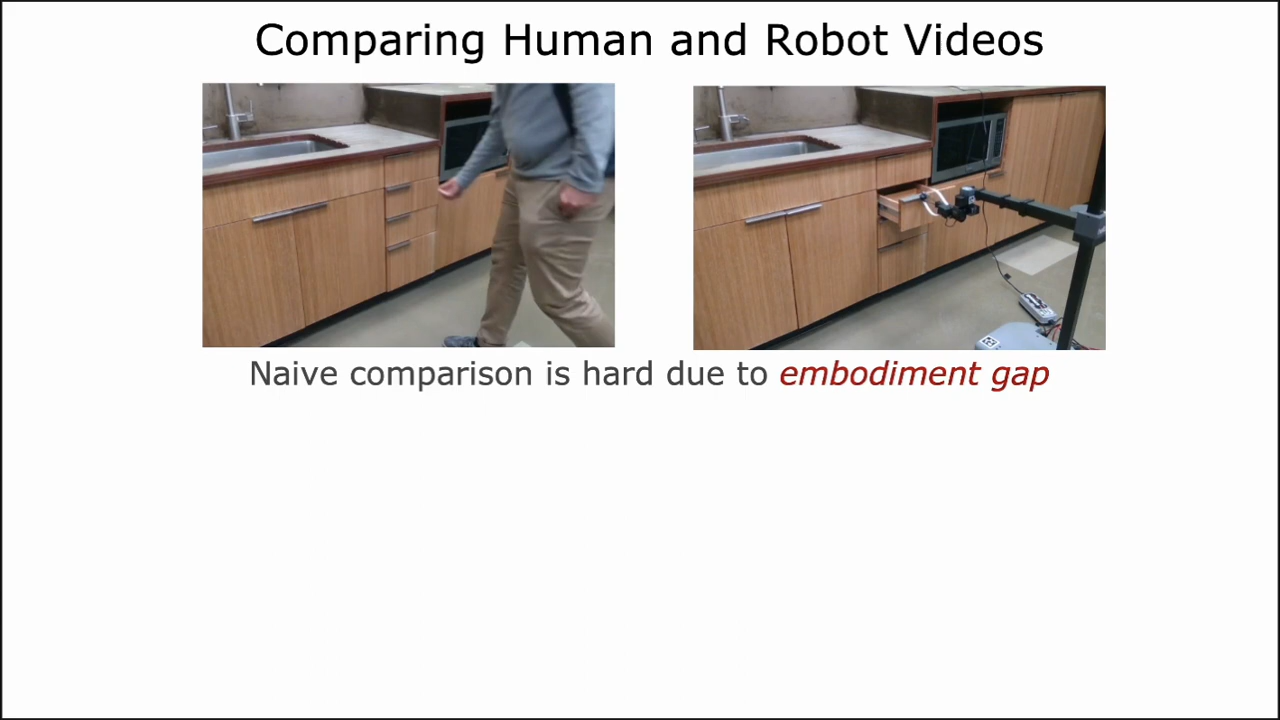 Comparing Human and Robot Videos
Naive comparison is hard due to embodiment gap